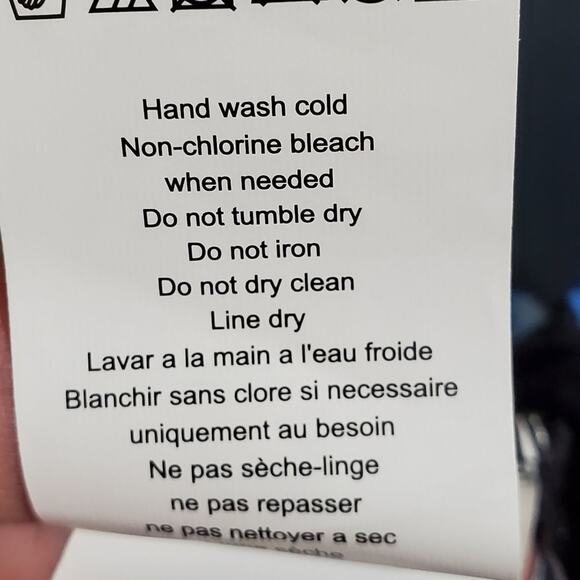 Hand wash cold
Non-chlorine bleach
when needed
Do not tumble dry
Do not iron
Do not dry clean
Line dry
Lavar a la main a l'eau froide
Blanchir sans clore si necessaire
uniquement au besoin
Ne pas sèche-linge
ne pas repasser
ne pas nettoyer a sec
sèche